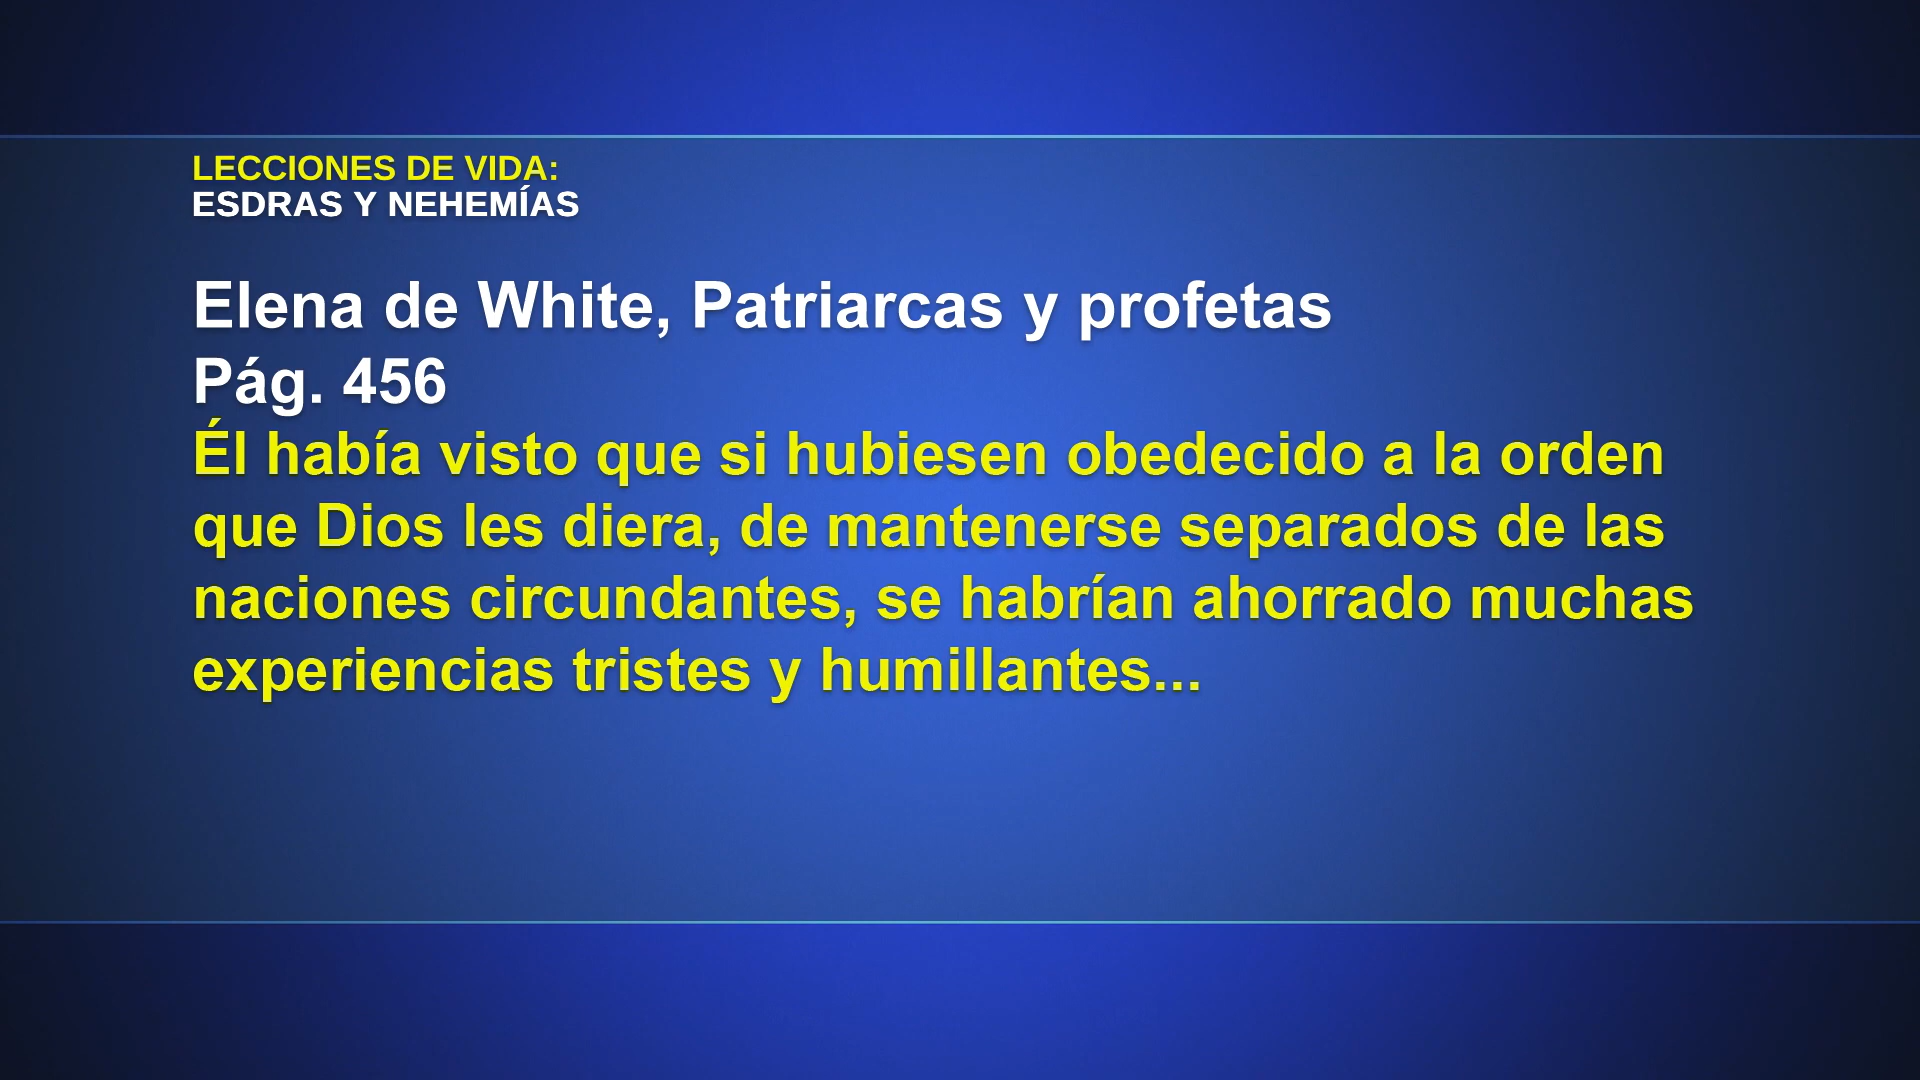 LECCIONES DE VIDA:
ESDRAS Y NEHEMÍAS
Elena de White, Patriarcas y profetas
Pág. 456
Él había visto que si hubiesen obedecido a la orden
que Dios les diera, de mantenerse separados de las
naciones circundantes, se habrían ahorrado muchas
experiencias tristes y humillantes...